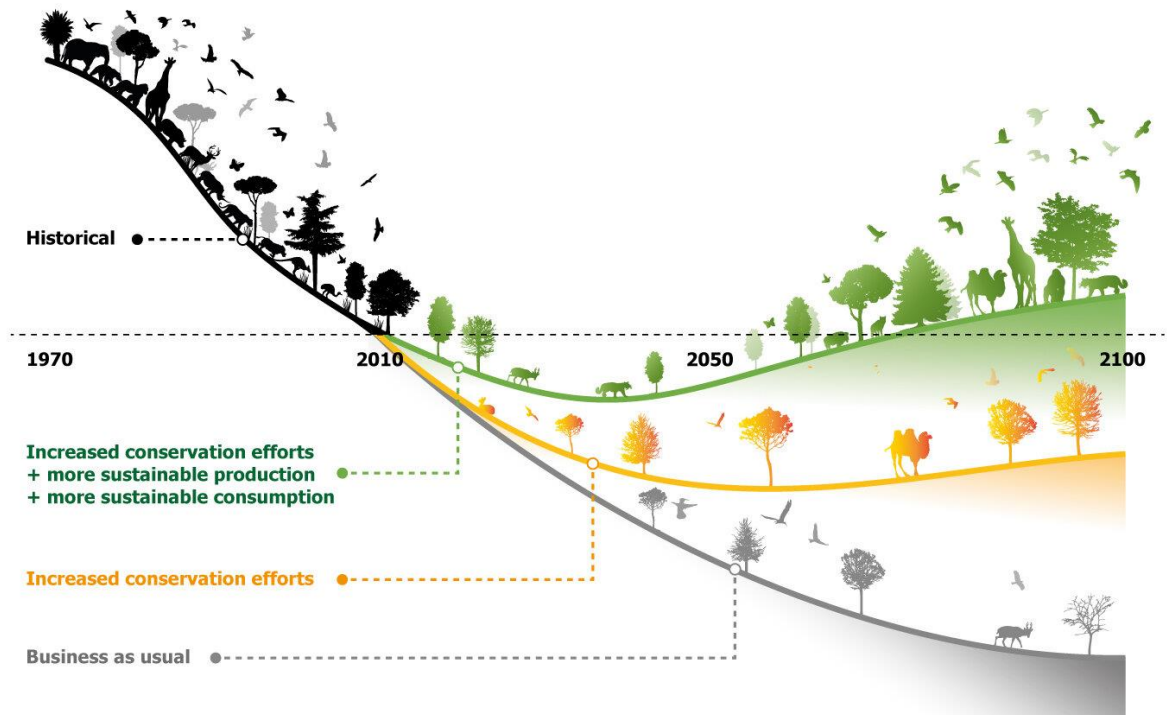 Historical
1970 2010 2050 2100
Increased conservation efforts
+ more sustainable production
+ more sustainable consumption
Increased conservation efforts
Business as usual